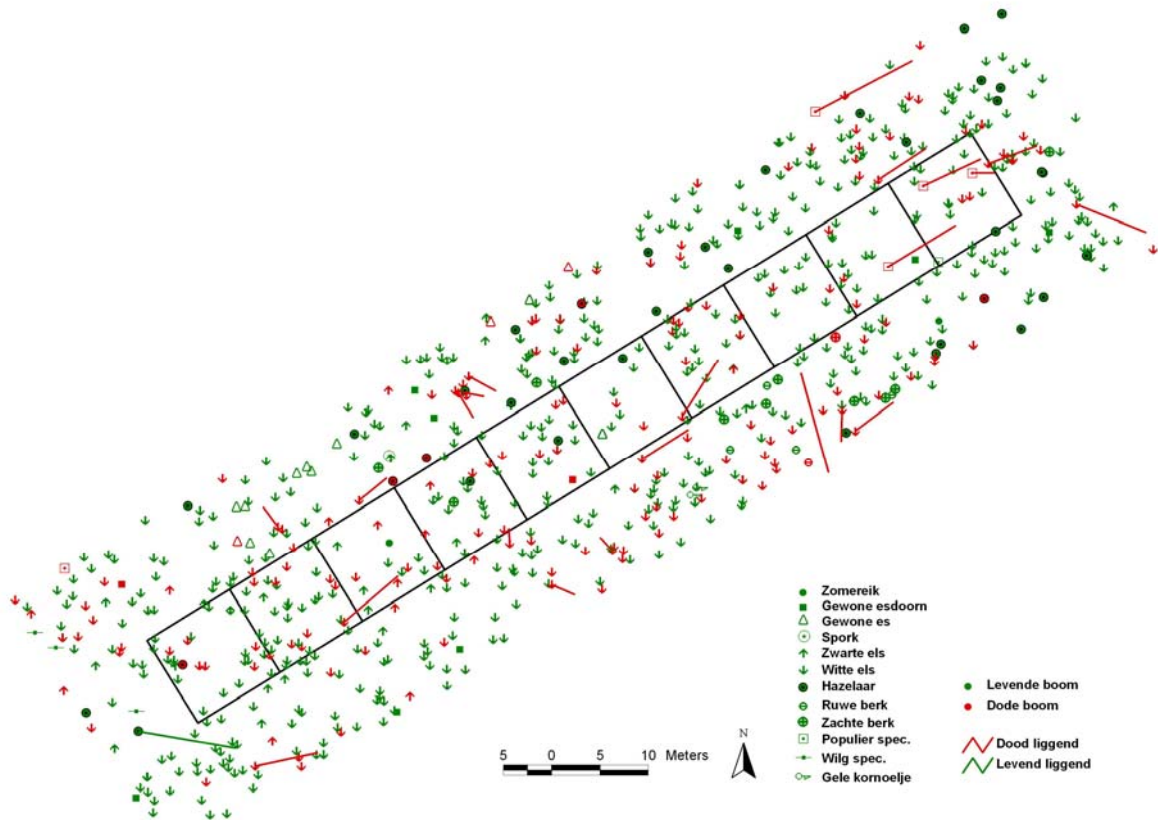 Zomereik
Gewone esdoorn
Gewone es
Spork
Zwarte els
Witte els
Hazelaar
Ruwe berk
Zachte berk
Populier spec.
Wilg spec.
Gele kornoelje
Levende boom
Dode boom
Dood liggend
Levend liggend
5 0 5 10 Meters
N